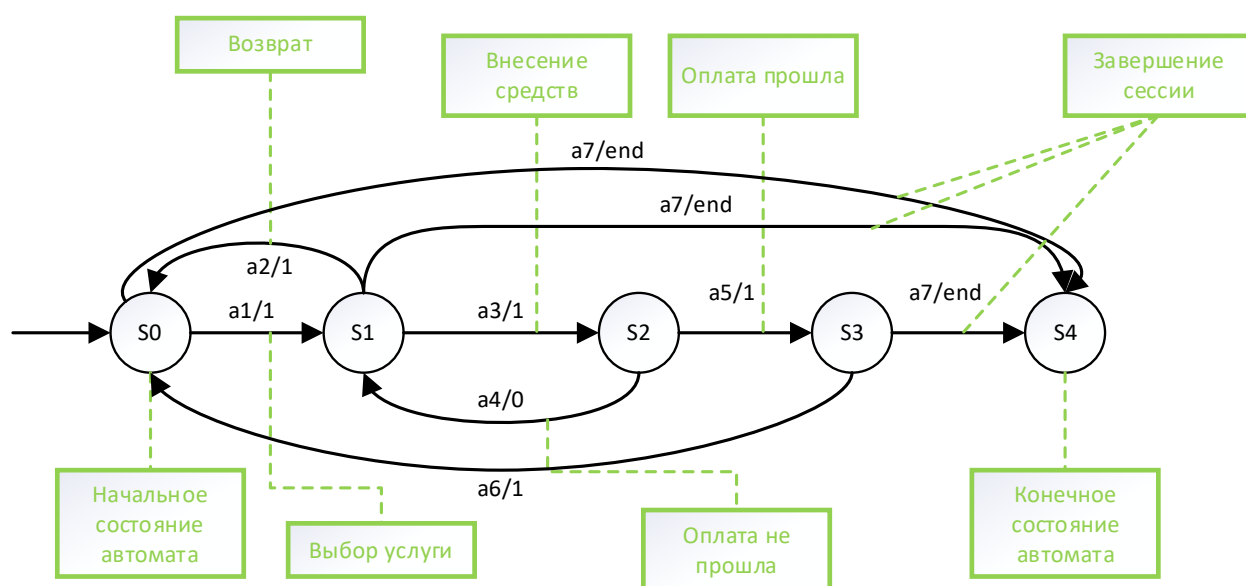 Возврат
Внесение
средств
Оплата прошла
Завершение
сессии
a7/end
a7/end
a2/1
a1/1
a3/1
a5/1
a7/end
S0
S1
S2
S3
S4
a4/0
a6/1
Начальное
состояние
автомата
Выбор услуги
Оплата не
прошла
Конечное
состояние
автомата